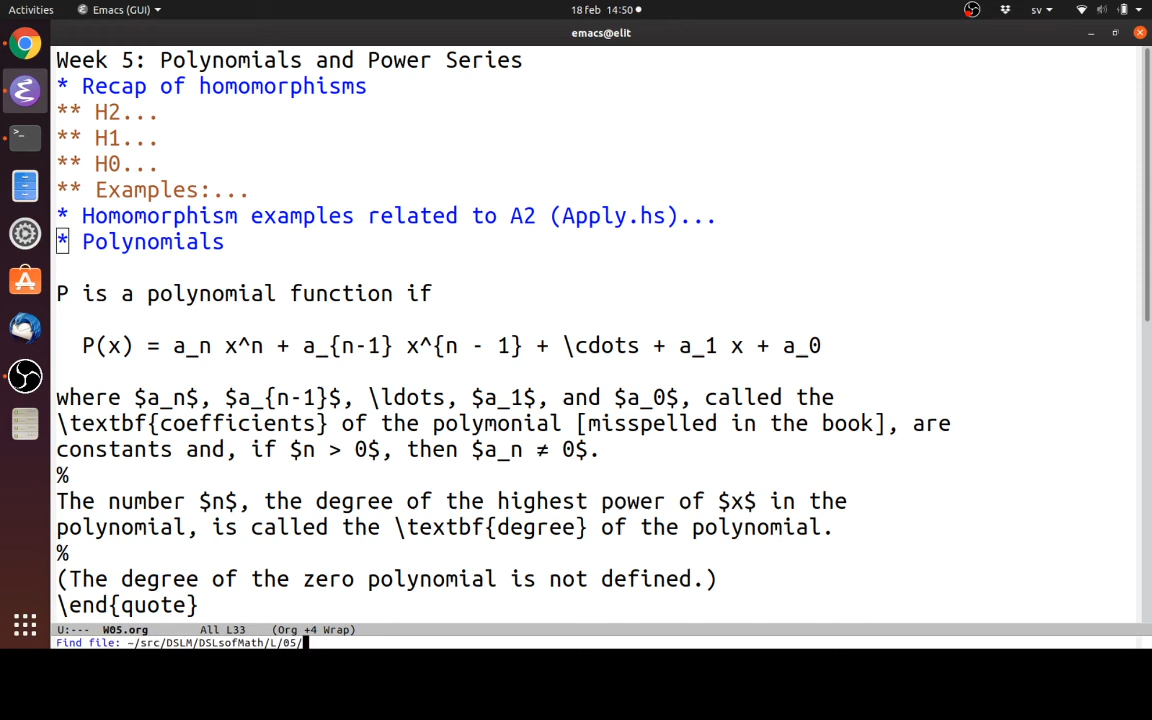 Activities Emacs (GUI) 18 feb 14:50 sv
emacs@elit
Week 5: Polynomials and Power Series
* Recap of homomorphisms
** H2...
** H1...
** H0...
** Examples:...
* Homomorphism examples related to A2 (Apply.hs)...
* Polynomials
P is a polynomial function if
P(x) = a_n x^n + a_{n-1} x^{n - 1} + \cdots + a_1 x + a_0
where $a_n$, $a_{n-1}$, \ldots, $a_1$, and $a_0$, called the
\textbf{coefficients} of the polymonial [misspelled in the book], are
constants and, if $n > 0$, then $a_n ≠ 0$.
%
The number $n$, the degree of the highest power of $x$ in the
polynomial, is called the \textbf{degree} of the polynomial.
%
(The degree of the zero polynomial is not defined.)
\end{quote}
U:--- W05.org All L33 (Org +4 Wrap)
Find file: ~/src/DSLM/DSLsofMath/L/05/